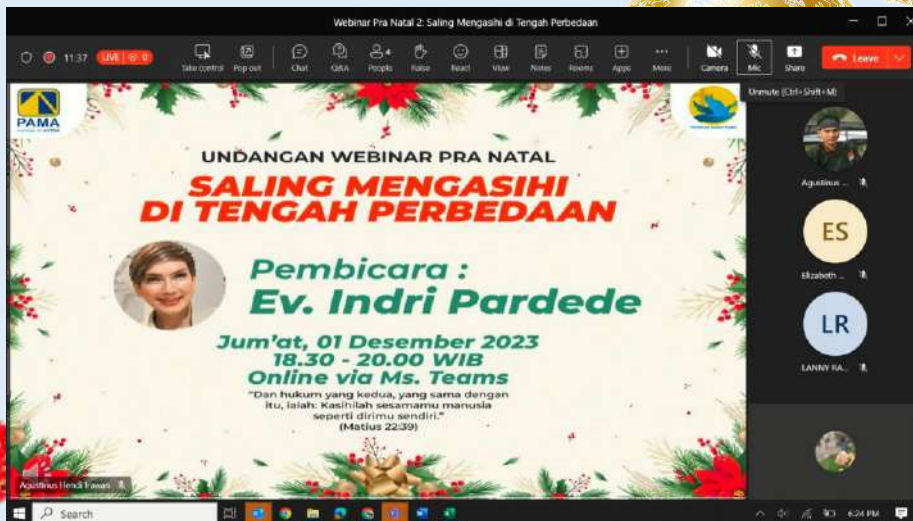 Webinar Pra Natal 2: Saling Mengasihi di Tengah Perbedaan
11:37 LIVE 0 Take control Pop out Chat Q&A People 4 Raise React View Notes Rooms Apps More Camera Mic Share Leave
Unmute (Ctrl+Shift+M)
PAMA
UNDANGAN WEBINAR PRA NATAL
SALING MENGASIHI
DI TENGAH PERBEDAAN
Pembicara :
Ev. Indri Pardede
Jum'at, 01 Desember 2023
18.30 - 20.00 WIB
Online via Ms. Teams
"Dan hukum yang kedua, yang sama dengan
itu, ialah: Kasihilah sesamamu manusia
seperti dirimu sendiri."
(Matius 22:39)
Agustinus Hendi Irawan
Agustinus ...
ES
Elizabeth ...
LR
LANNY RA...
Search
6:24 PM